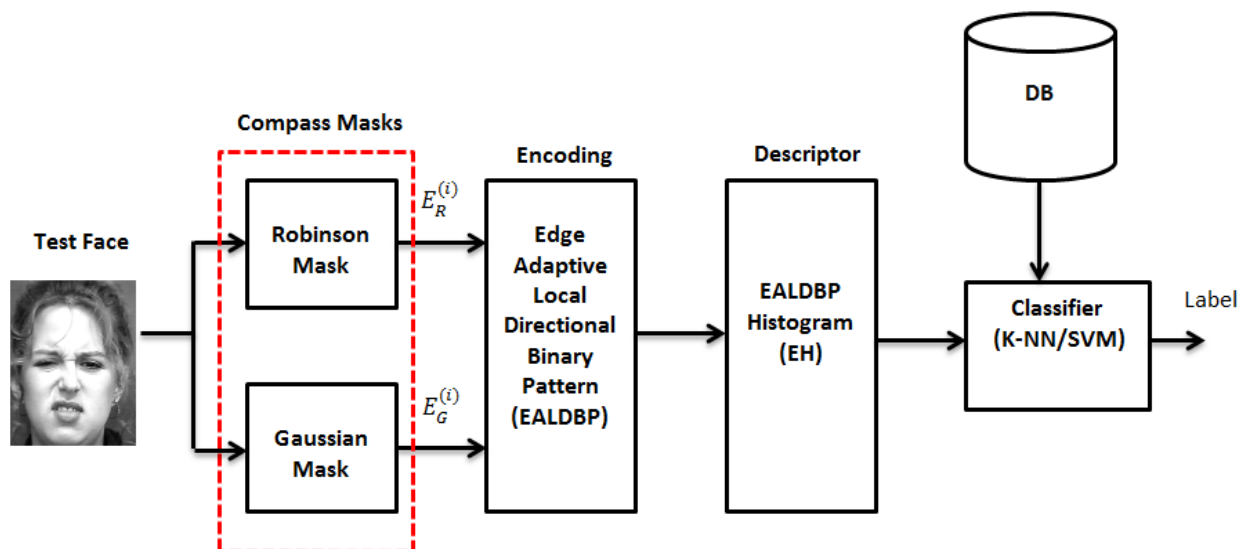 DB
Compass Masks
Encoding
Descriptor
Test Face
Robinson
Mask
E_R^{(i)}
Gaussian
Mask
E_G^{(i)}
Edge
Adaptive
Local
Directional
Binary
Pattern
(EALDBP)
EALDBP
Histogram
(EH)
Classifier
(K-NN/SVM)
Label